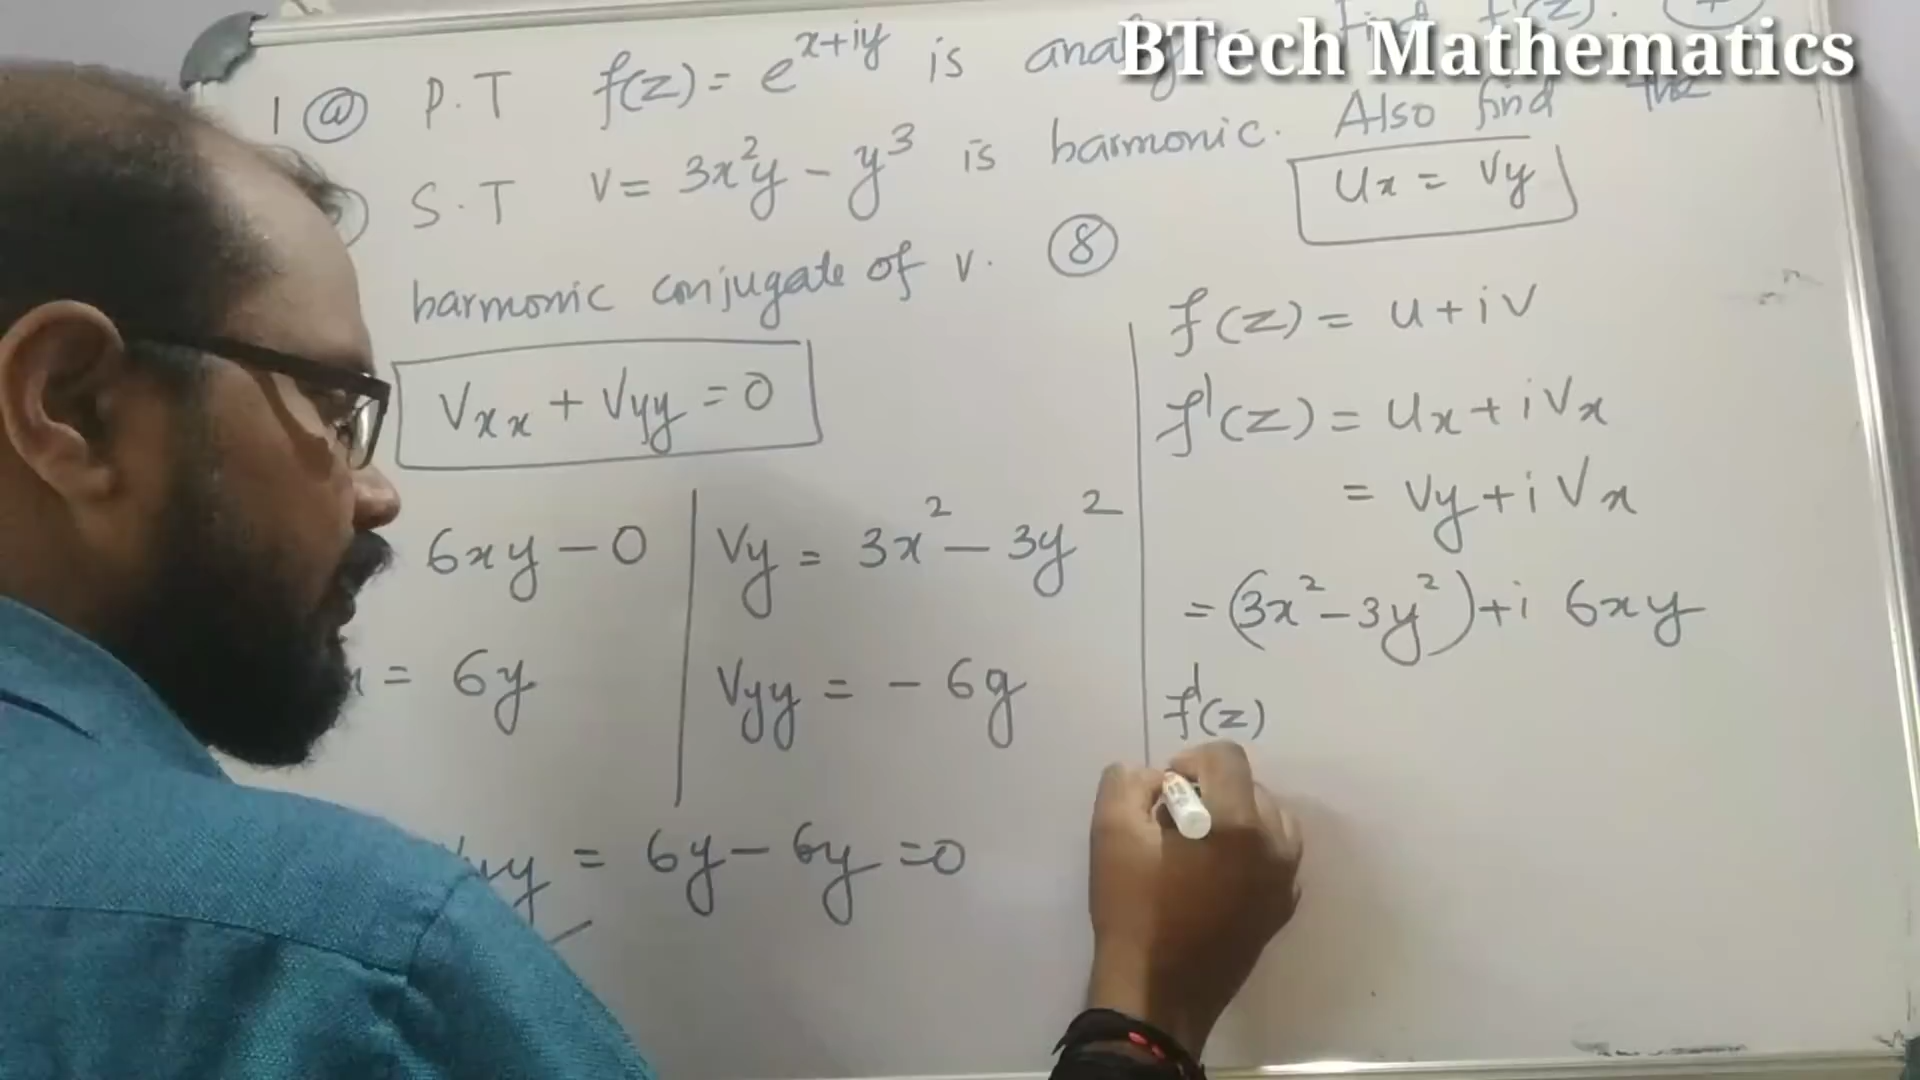 BTech Mathematics
1 ⓐ P.T f(z) = e^{x+iy} is find f'(z).
S.T v = 3x²y - y³ is harmonic. Also find the
harmonic conjugate of v. ⑧
Vxx + Vyy = 0
6xy - 0
= 6y
Vy = 3x² - 3y²
Vyy = - 6y
= 6y - 6y = 0
Ux = Vy
f(z) = u + iv
f'(z) = Ux + iVx
= Vy + iVx
= (3x² - 3y²) + i 6xy
f'(z)